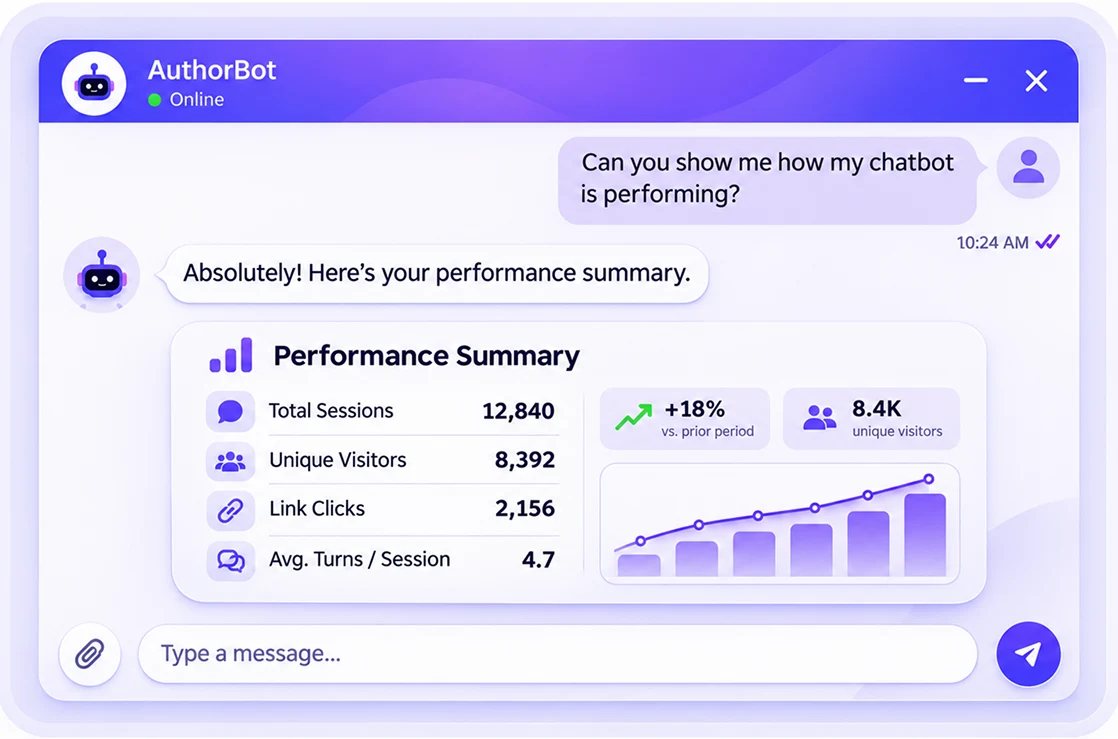 AuthorBot
Online
Can you show me how my chatbot
is performing?
10:24 AM
Absolutely! Here’s your performance summary.
Performance Summary
Total Sessions 12,840
Unique Visitors 8,392
Link Clicks 2,156
Avg. Turns / Session 4.7
+18%
vs. prior period
8.4K
unique visitors
Type a message...